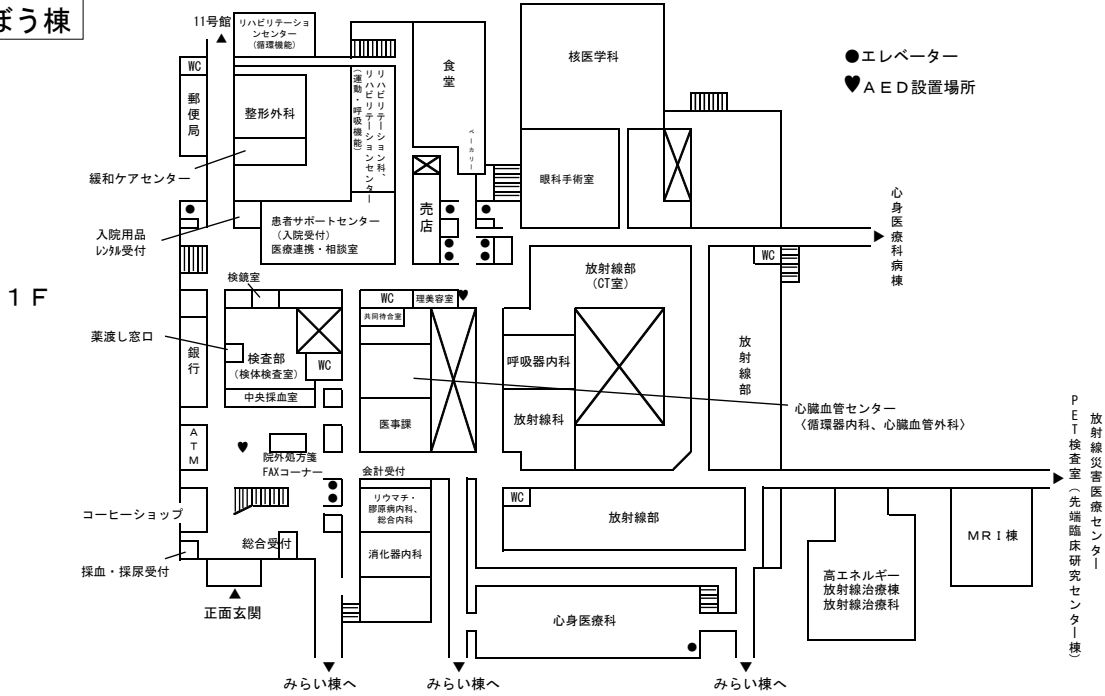 ぼう棟
1F
●エレベーター
♥AED設置場所
11号館
リハビリテーショ
ンセンター
(循環機能)
WC
郵便局
整形外科
リハビリテーション科、
リハビリテーションセンター
(運動・呼吸機能)
食堂
ベーカリー
核医学科
眼科手術室
緩和ケアセンター
入院用品
レンタル受付
患者サポートセンター
(入院受付)
医療連携・相談室
売店
心身医療科病棟
WC
検鏡室
薬渡し窓口
銀行
検査部
(検体検査室)
WC
中央採血室
WC
理美容室
共同待合室
医事課
放射線部
(CT室)
呼吸器内科
放射線科
放射線部
心臓血管センター
〈循環器内科、心臓血管外科〉
ATM
院外処方箋
FAXコーナー
会計受付
コーヒーショップ
総合受付
採血・採尿受付
正面玄関
リウマチ・
膠原病内科、
総合内科
消化器内科
WC
放射線部
心身医療科
高エネルギー
放射線治療棟
放射線治療科
MRI棟
放射線災害医療センター
PET検査室(先端臨床研究センター棟)
みらい棟へ
みらい棟へ
みらい棟へ